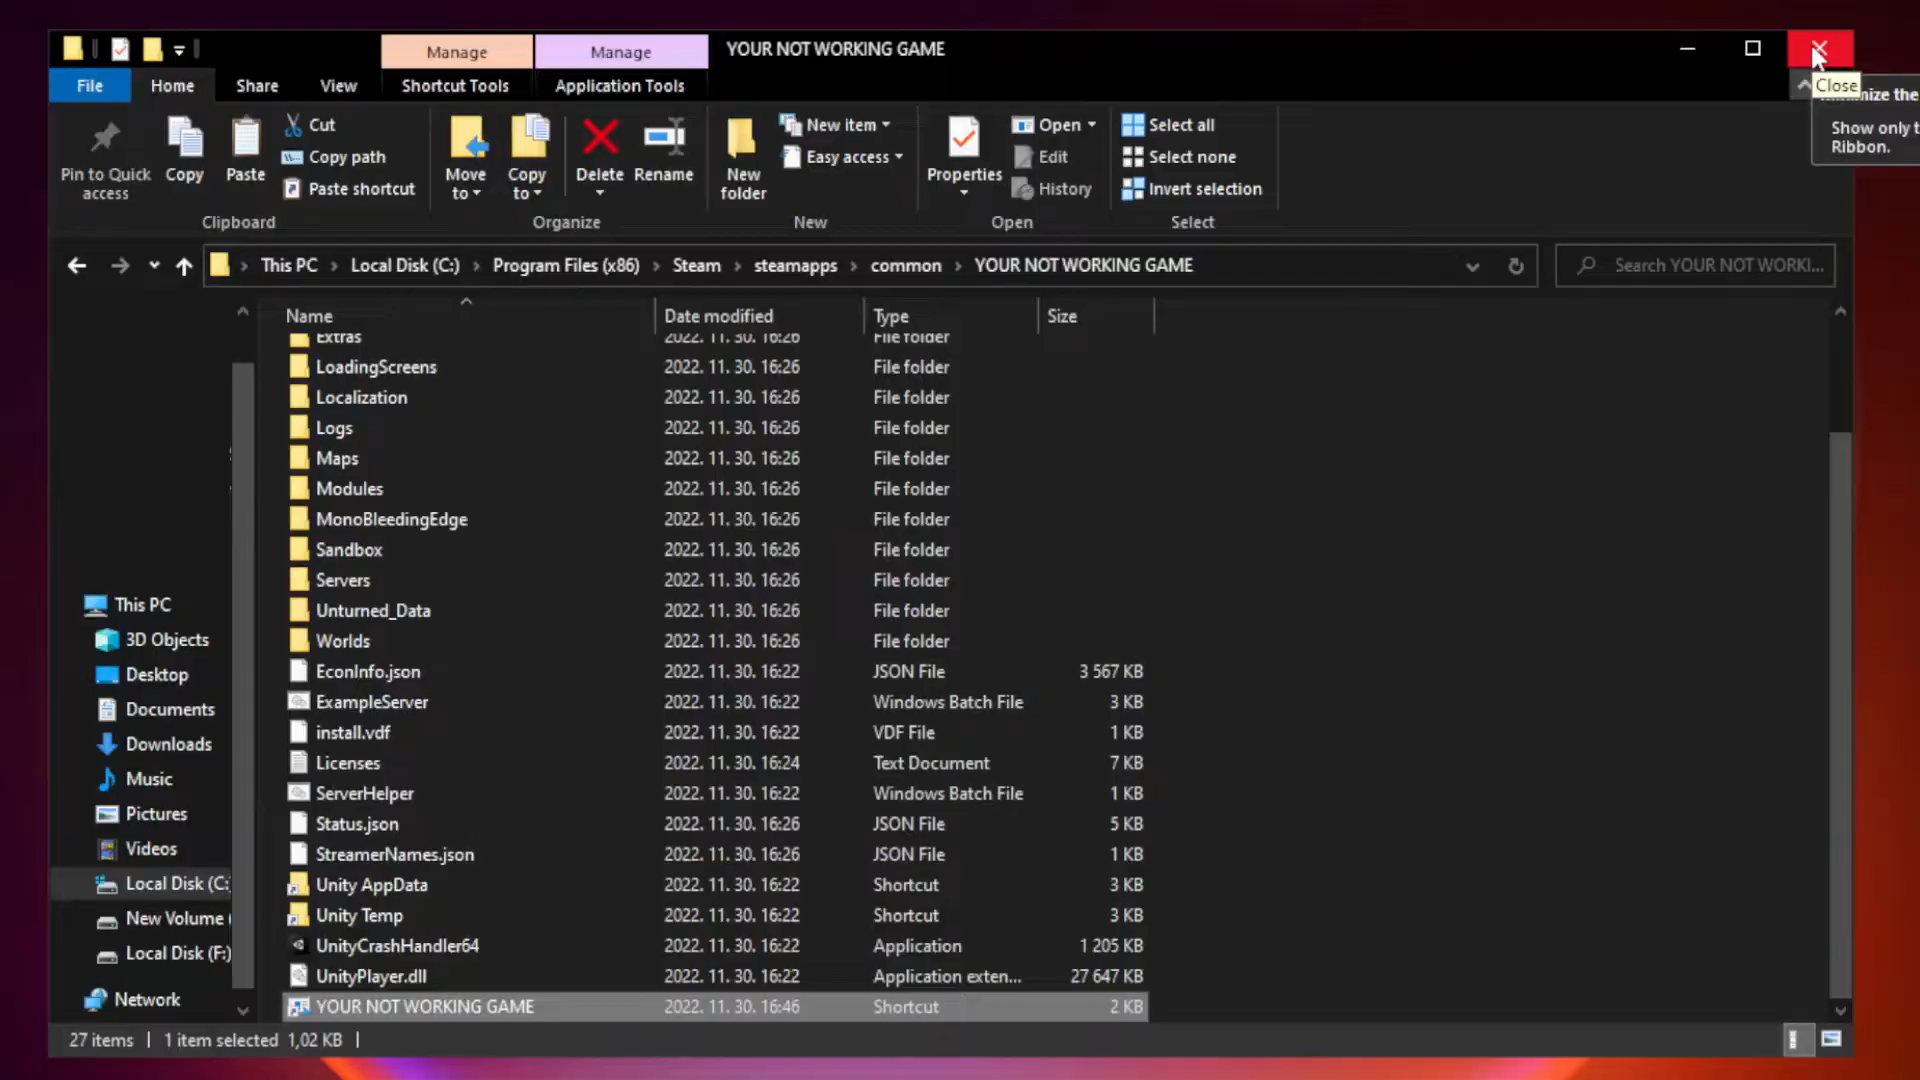 Manage
Manage
YOUR NOT WORKING GAME
File
Home
Share
View
Shortcut Tools
Application Tools
Close
the
Show only
Ribbon.
Pin to Quick
access
Copy
Paste
Cut
Copy path
Paste shortcut
Clipboard
Move
to
Copy
to
Delete
Rename
Organize
New
folder
New item
Easy access
New
Properties
Open
Edit
History
Open
Select all
Select none
Invert selection
Select
This PC
Local Disk (C:)
Program Files (x86)
Steam
steamapps
common
YOUR NOT WORKING GAME
Search YOUR NOT WORKI...
Name
Date modified
Type
Size
Extras 2022. 11. 30. 16:26 File folder
LoadingScreens 2022. 11. 30. 16:26 File folder
Localization 2022. 11. 30. 16:26 File folder
Logs 2022. 11. 30. 16:26 File folder
Maps 2022. 11. 30. 16:26 File folder
Modules 2022. 11. 30. 16:26 File folder
MonoBleedingEdge 2022. 11. 30. 16:26 File folder
Sandbox 2022. 11. 30. 16:26 File folder
Servers 2022. 11. 30. 16:26 File folder
Unturned_Data 2022. 11. 30. 16:26 File folder
Worlds 2022. 11. 30. 16:26 File folder
EconInfo.json 2022. 11. 30. 16:22 JSON File 3 567 KB
ExampleServer 2022. 11. 30. 16:22 Windows Batch File 3 KB
install.vdf 2022. 11. 30. 16:22 VDF File 1 KB
Licenses 2022. 11. 30. 16:24 Text Document 7 KB
ServerHelper 2022. 11. 30. 16:22 Windows Batch File 1 KB
Status.json 2022. 11. 30. 16:26 JSON File 5 KB
StreamerNames.json 2022. 11. 30. 16:26 JSON File 1 KB
Unity AppData 2022. 11. 30. 16:22 Shortcut 3 KB
Unity Temp 2022. 11. 30. 16:22 Shortcut 3 KB
UnityCrashHandler64 2022. 11. 30. 16:22 Application 1 205 KB
UnityPlayer.dll 2022. 11. 30. 16:22 Application exten... 27 647 KB
YOUR NOT WORKING GAME 2022. 11. 30. 16:46 Shortcut 2 KB
This PC
3D Objects
Desktop
Documents
Downloads
Music
Pictures
Videos
Local Disk (C:
New Volume (
Local Disk (F:)
Network
27 items
1 item selected 1,02 KB